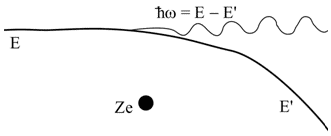 ħω = E – E'
E
Ze
E'